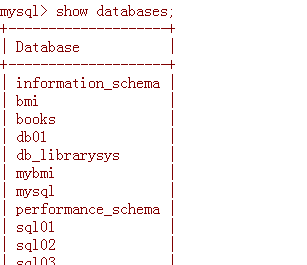 mysql> show databases;
+--------------------+
| Database           |
+--------------------+
| information_schema |
| bmi                |
| books              |
| db01               |
| db_librarysys      |
| mybmi              |
| mysql              |
| performance_schema |
| sql01              |
| sql02              |
| sql03              |